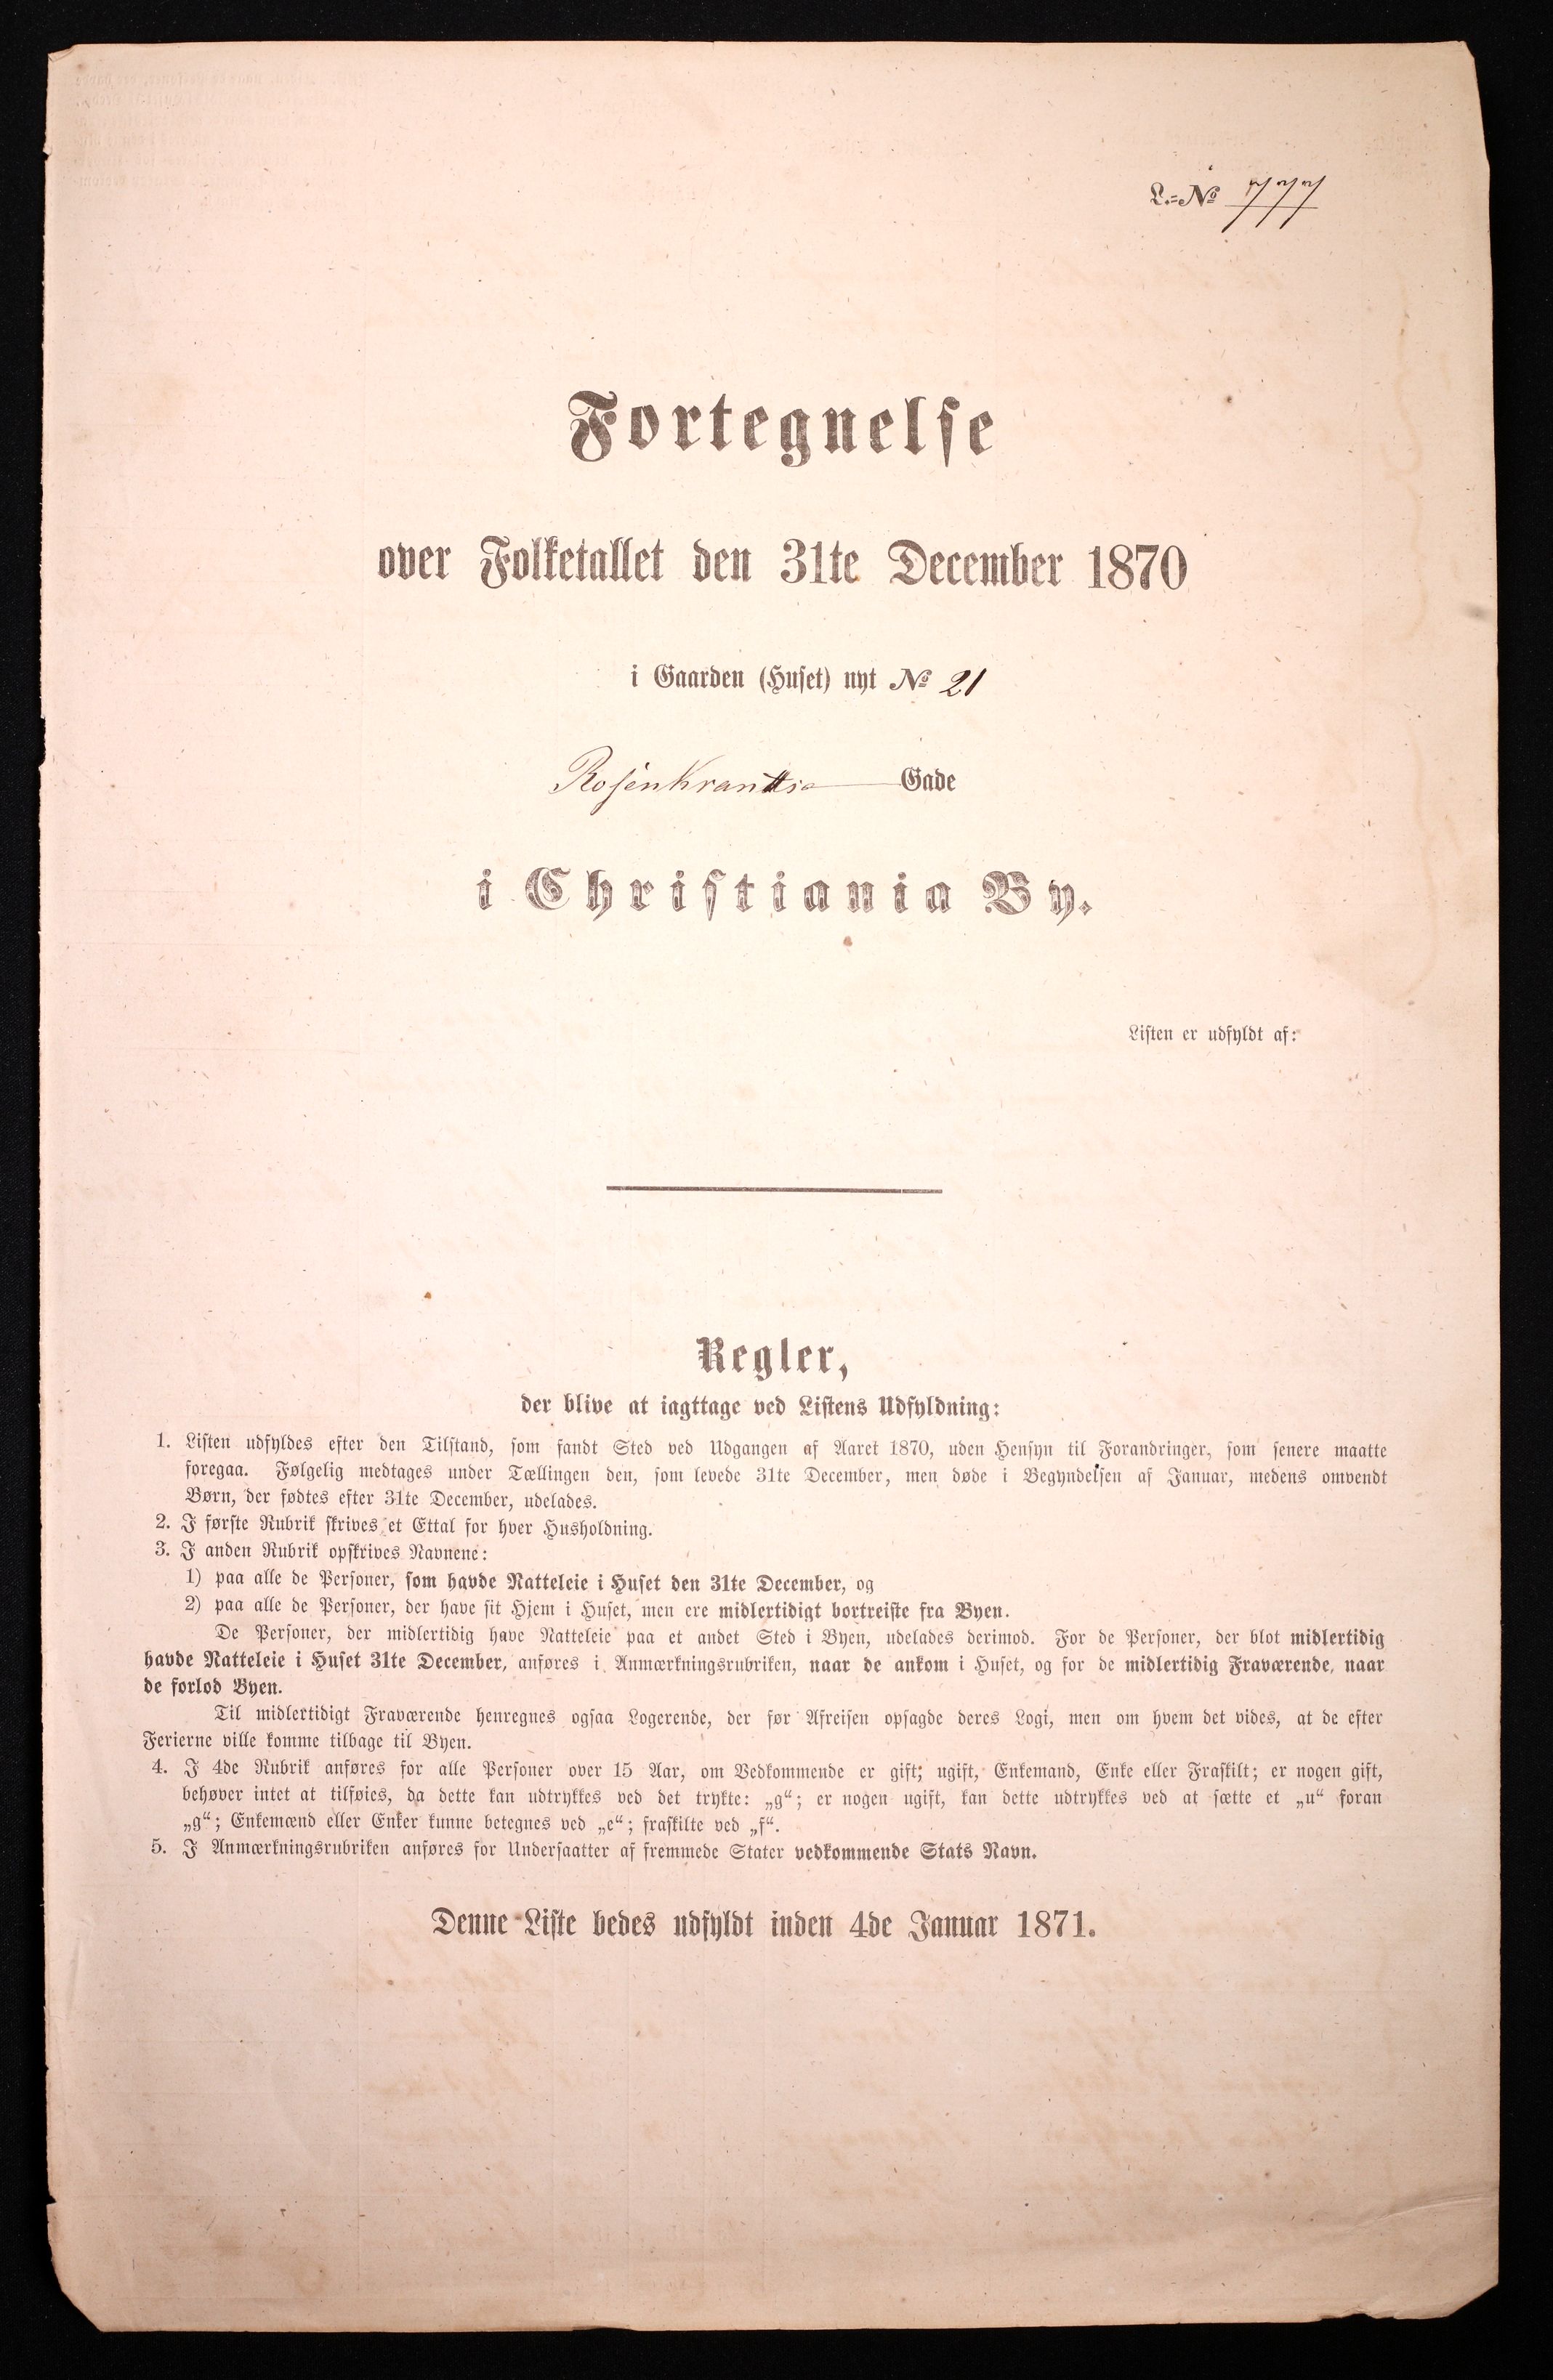 L.-No 777
Fortegnelse
over Folketallet den 31te December 1870
i Gaarden (Huset) nyt No 21
Rosenkrantts Gade
i Christiania By.
Listen er udfyldt af:
Regler,
der blive at iagttage ved Listens Udfyldning:
1. Listen udfyldes efter den Tilstand, som fandt Sted ved Udgangen af Aaret 1870, uden Hensyn til Forandringer, som senere maatte
foregaa. Følgelig medtages under Tællingen den, som levede 31te December, men døde i Begyndelsen af Januar, medens omvendt
Børn, der fødtes efter 31te December, udelades.
2. I første Rubrik skrives et Ettal for hver Husholdning.
3. I anden Rubrik opskrives Navnene:
1) paa alle de Personer, som havde Natteleie i Huset den 31te December, og
2) paa alle de Personer, der have sit Hjem i Huset, men ere midlertidigt bortreiste fra Byen.
De Personer, der midlertidig have Natteleie paa et andet Sted i Byen, udelades derimod. For de Personer, der blot midlertidig
havde Natteleie i Huset 31te December, anføres i Anmærkningsrubriken, naar de ankom i Huset, og for de midlertidig Fraværende, naar
de forlod Byen.
Til midlertidigt Fraværende henregnes ogsaa Logerende, der før Afreisen opsagde deres Logi, men om hvem det vides, at de efter
Ferierne ville komme tilbage til Byen.
4. I 4de Rubrik anføres for alle Personer over 15 Aar, om Vedkommende er gift; ugift, Enkemand, Enke eller Fraskilt; er nogen gift,
behøver intet at tilføies, da dette kan udtrykkes ved det trykte: „g“; er nogen ugift, kan dette udtrykkes ved at sætte et „u“ foran
„g“; Enkemænd eller Enker kunne betegnes ved „e“; fraskilte ved „f“.
5. I Anmærkningsrubriken anføres for Undersaatter af fremmede Stater vedkommende Stats Navn.
Denne Liste bedes udfyldt inden 4de Januar 1871.